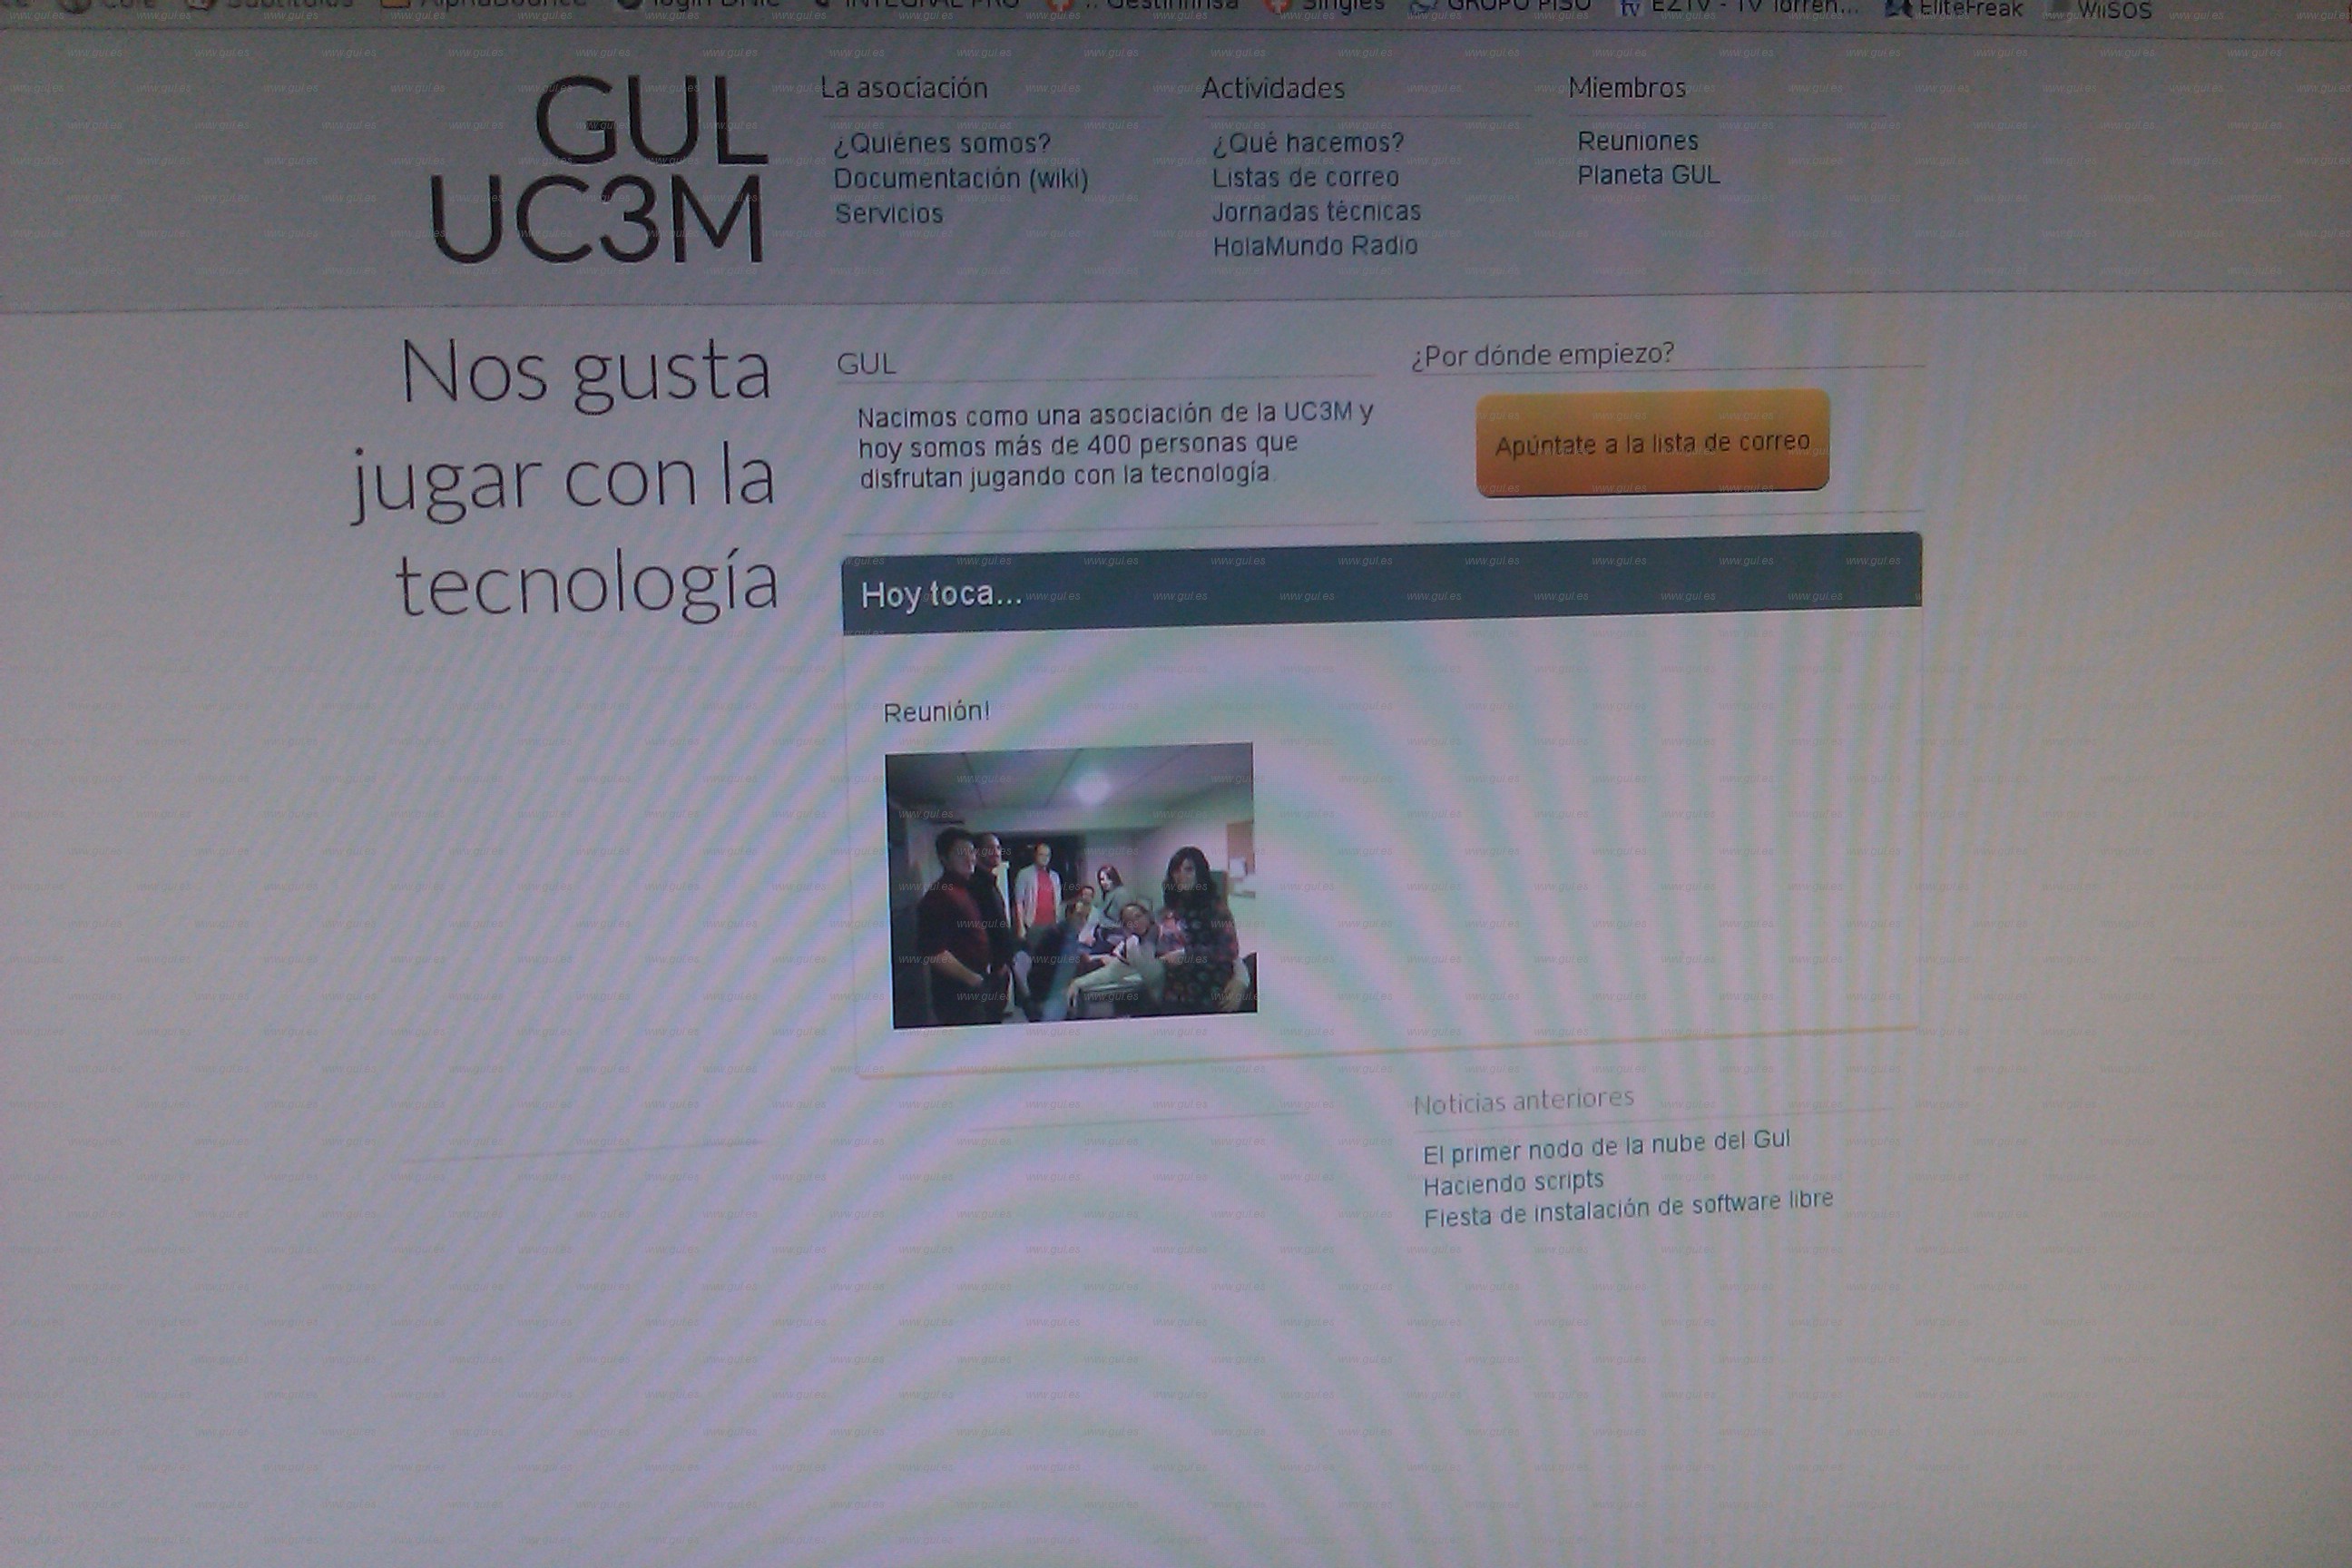 Subtítulos AlphaBounce login DNIe INTEGRAL PRO Singles GRUPO PISO EZTV - TV Torren... EliteFreak WiiSOS
GUL
UC3M
La asociación
¿Quiénes somos?
Documentación (wiki)
Servicios
Actividades
¿Qué hacemos?
Listas de correo
Jornadas técnicas
HolaMundo Radio
Miembros
Reuniones
Planeta GUL
Nos gusta
jugar con la
tecnología
GUL
Nacimos como una asociación de la UC3M y
hoy somos más de 400 personas que
disfrutan jugando con la tecnología.
¿Por dónde empiezo?
Apúntate a la lista de correo
Hoy toca...
Reunión!
Noticias anteriores
El primer nodo de la nube del Gul
Haciendo scripts
Fiesta de instalación de software libre
www.gul.es